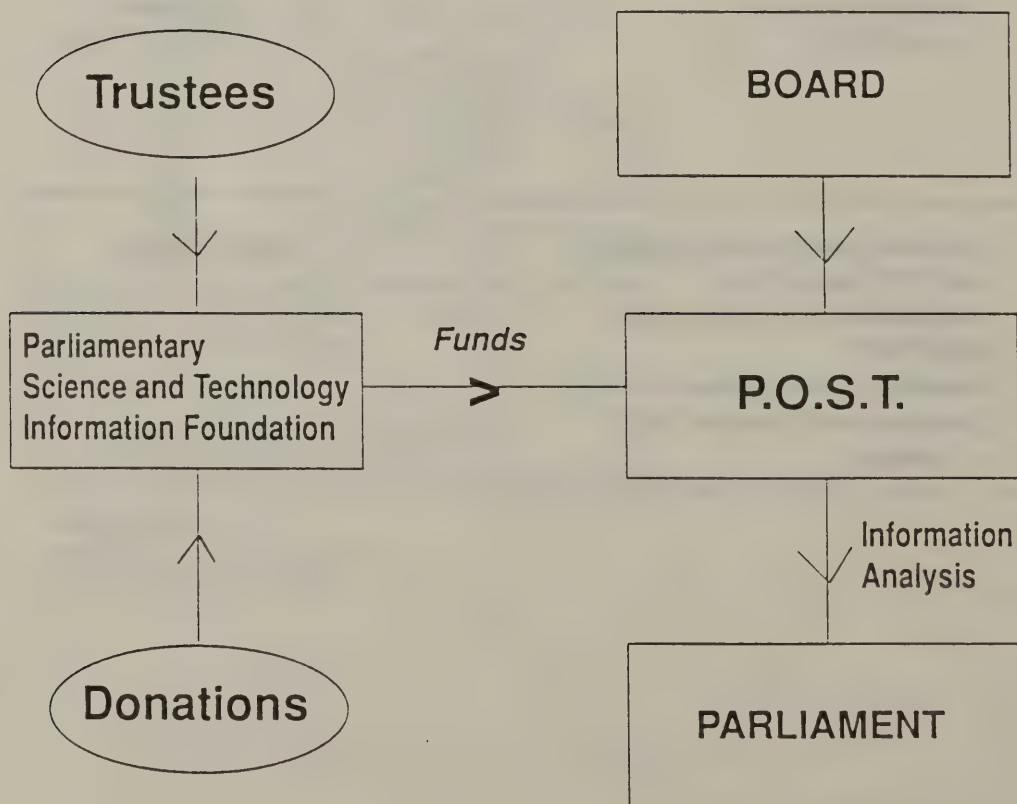 Trustees
BOARD
Parliamentary
Science and Technology
Information Foundation
Funds
>
P.O.S.T.
Information
Analysis
Donations
PARLIAMENT